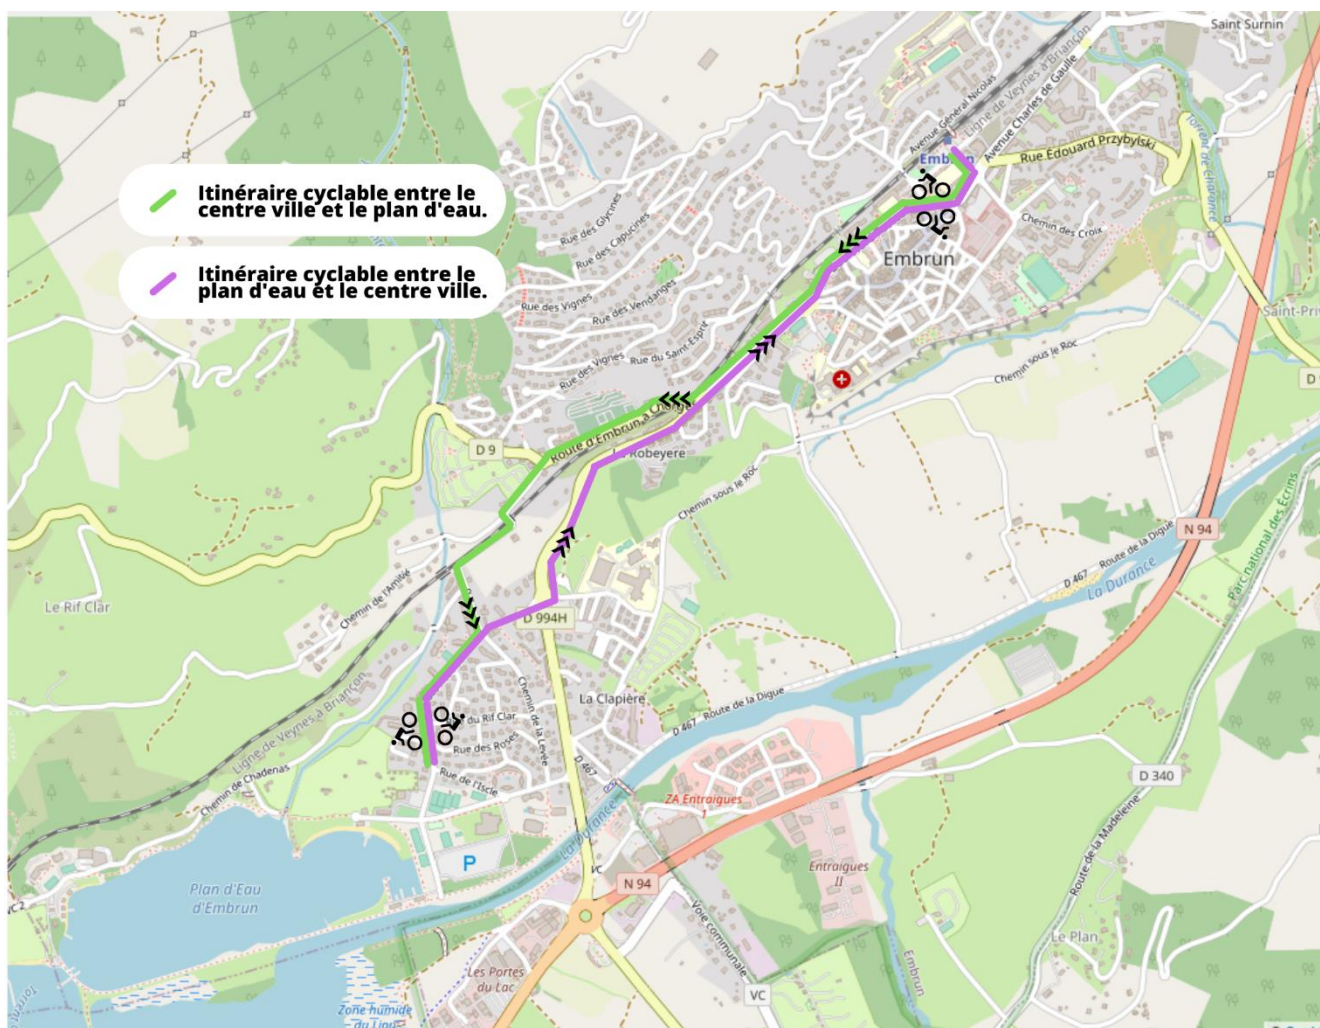 Saint Surnin
Ligne de Veynes à Briançon
Avenue Général Nicolas
Avenue Charles de Gaulle
Torrent de Charance
Rue Édouard Przybylski
Itinéraire cyclable entre le
centre ville et le plan d'eau.
Itinéraire cyclable entre le
plan d'eau et le centre ville.
Rue des Glycines
Rue des Capucines
Chemin des Croix
Embrun
Rue des Vignes
Rue des Vendanges
Rue du Saint-Esprit
Rue des Vignes
Chemin sous le Roc
D 9
Route d'Embrun à
Robeyere
Chemin sous le Roc
Parc national des Écrins
N 94
D 467
Route de la Digue
La Durance
Le Rif Clar
Chemin de l'Amitié
D 994H
Ligne de Veynes à Briançon
Chemin de la Levée
La Clapière
D 467
Route de la Digue
du Rif Clar
Rue des Roses
Chemin de Chadenas
Rue de l'Iscle
D 467
La Durance
ZA Entraigues
1
D 340
Route de la Madeleine
P
Plan d'Eau
d'Embrun
VC 2
VC
N 94
Entraigues
II
Voie communale
Le Plan
Les Portes
du Lac
VC
Embrun
Zone humide